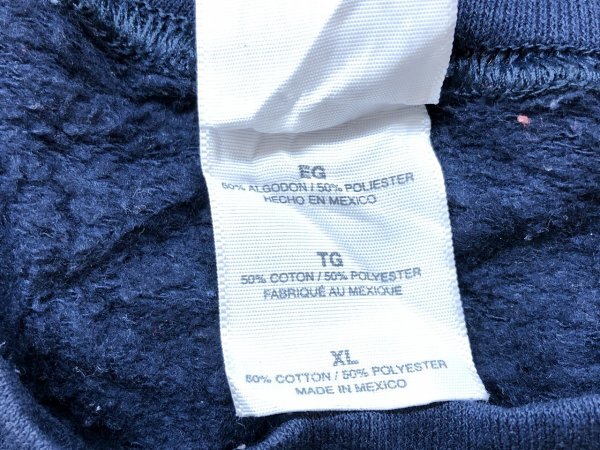 EG
50% ALGODON / 50% POLIESTER
HECHO EN MEXICO
TG
50% COTON / 50% POLYESTER
FABRIQUÉ AU MEXIQUE
XL
50% COTTON / 50% POLYESTER
MADE IN MEXICO